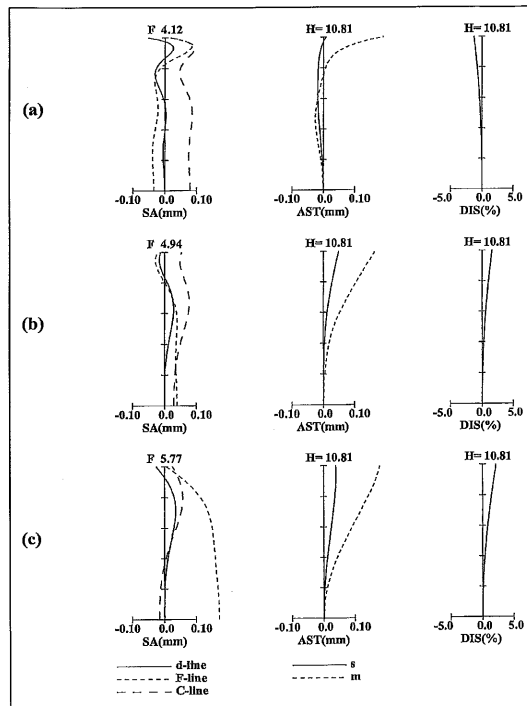 F 4.12 H= 10.81 H= 10.81
(a)
-0.10 0.0 0.10 -0.10 0.0 0.10 -5.0 0.0 5.0
SA(mm) AST(mm) DIS(%)
F 4.94 H= 10.81 H= 10.81
(b)
-0.10 0.0 0.10 -0.10 0.0 0.10 -5.0 0.0 5.0
SA(mm) AST(mm) DIS(%)
F 5.77 H= 10.81 H= 10.81
(c)
-0.10 0.0 0.10 -0.10 0.0 0.10 -5.0 0.0 5.0
SA(mm) AST(mm) DIS(%)
d-line s
F-line m
C-line